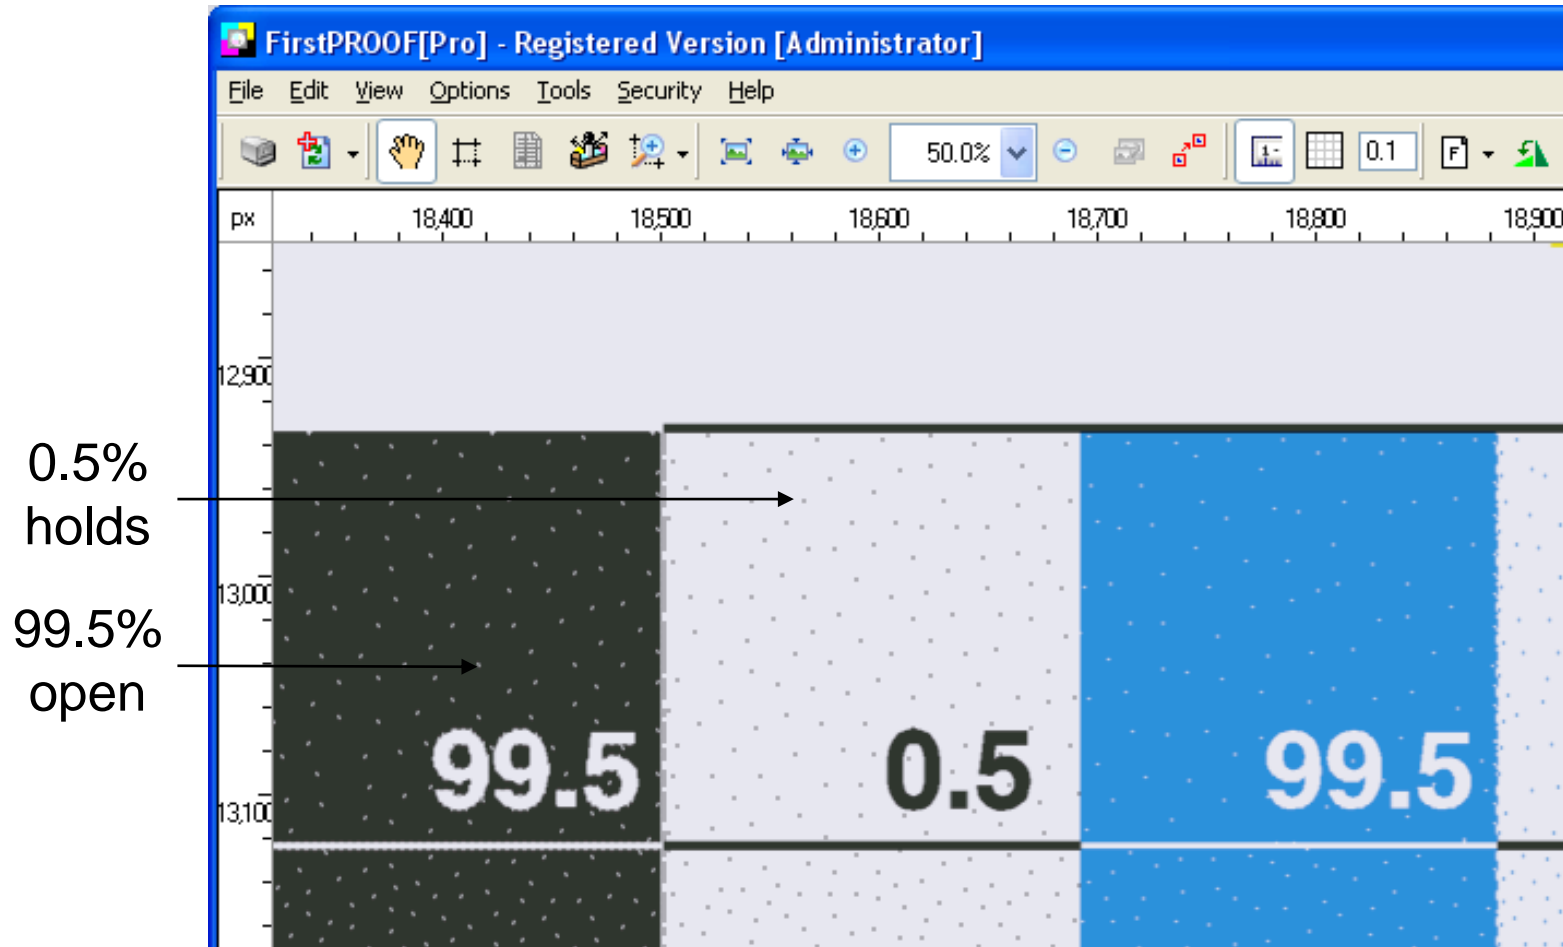 FirstPROOF[Pro] - Registered Version [Administrator]
File Edit View Options Tools Security Help
50.0% 1- 0.1 F
px 18,400 18,500 18,600 18,700 18,800 18,900
12,900
0.5%
holds
13,000
99.5%
open
99.5 0.5 99.5
13,100